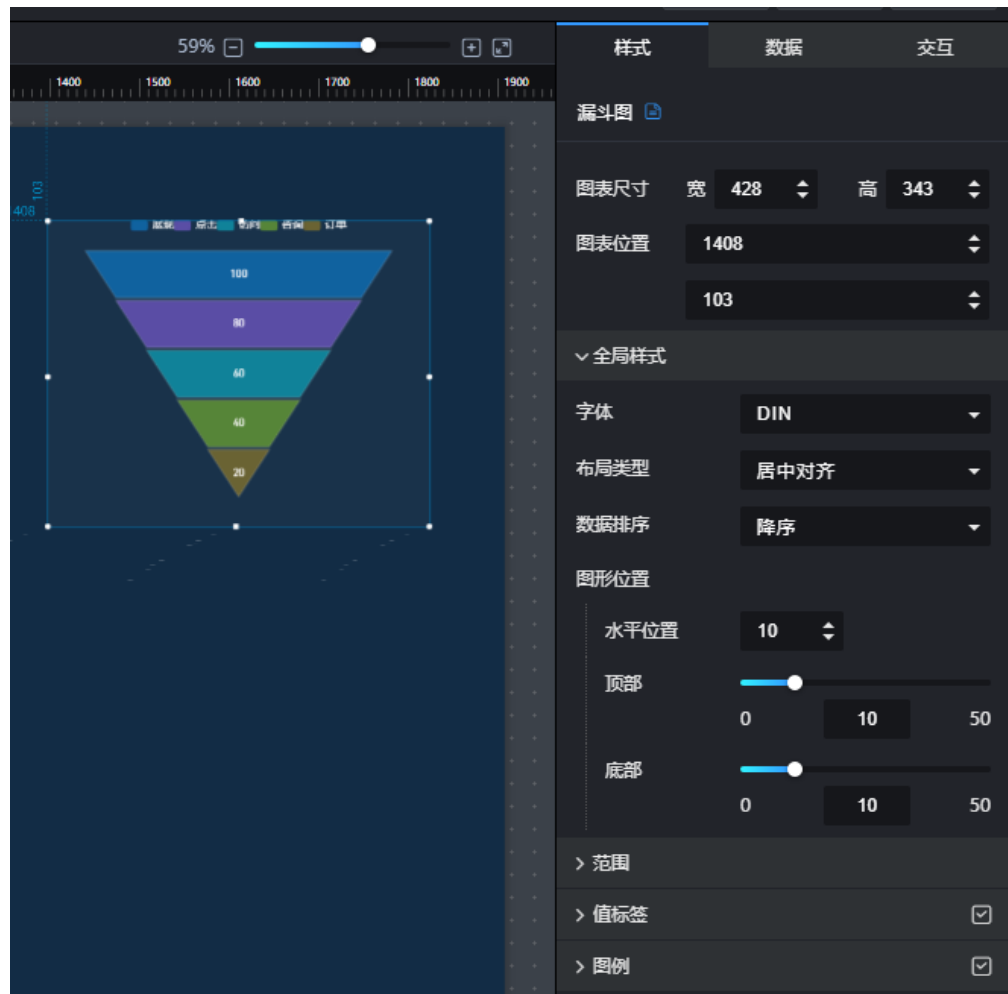 59%
样式 数据 交互
1400 1500 1600 1700 1800 1900
漏斗图
图表尺寸 宽 428 高 343
103
408
点击 订单
图表位置 1408
103
100
80
60
40
20
全局样式
字体 DIN
布局类型 居中对齐
数据排序 降序
图形位置
水平位置 10
顶部
0 10 50
底部
0 10 50
范围
值标签
图例